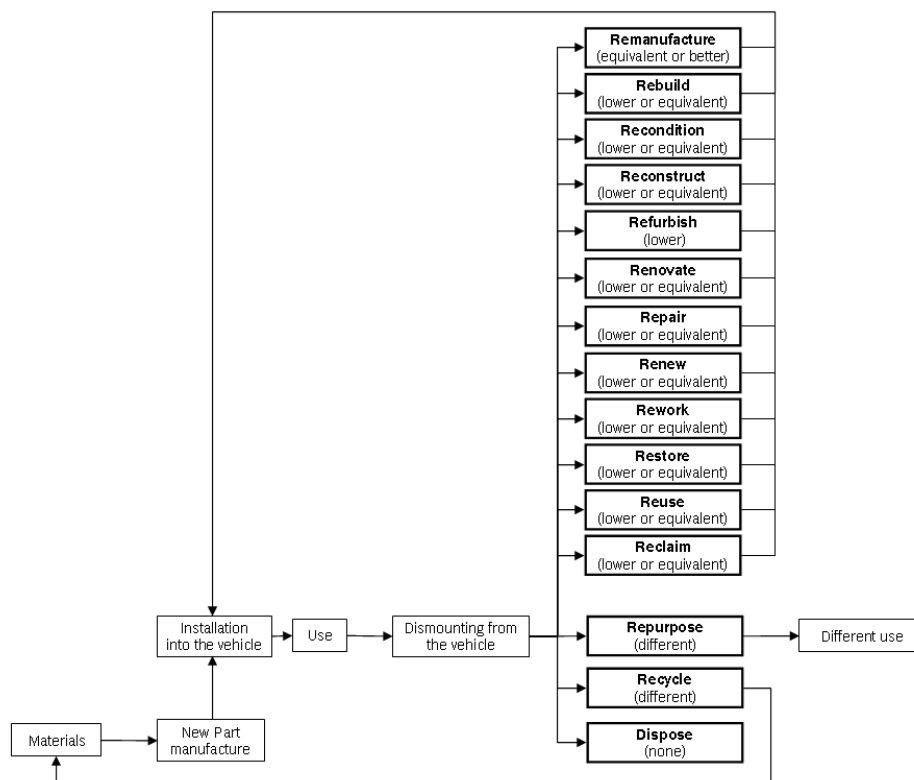 Remanufacture
(equivalent or better)
Rebuild
(lower or equivalent)
Recondition
(lower or equivalent)
Reconstruct
(lower or equivalent)
Refurbish
(lower)
Renovate
(lower or equivalent)
Repair
(lower or equivalent)
Renew
(lower or equivalent)
Rework
(lower or equivalent)
Restore
(lower or equivalent)
Reuse
(lower or equivalent)
Reclaim
(lower or equivalent)
Installation
into the vehicle
Use
Dismounting from
the vehicle
Repurpose
(different)
Different use
Recycle
(different)
Materials
New Part
manufacture
Dispose
(none)